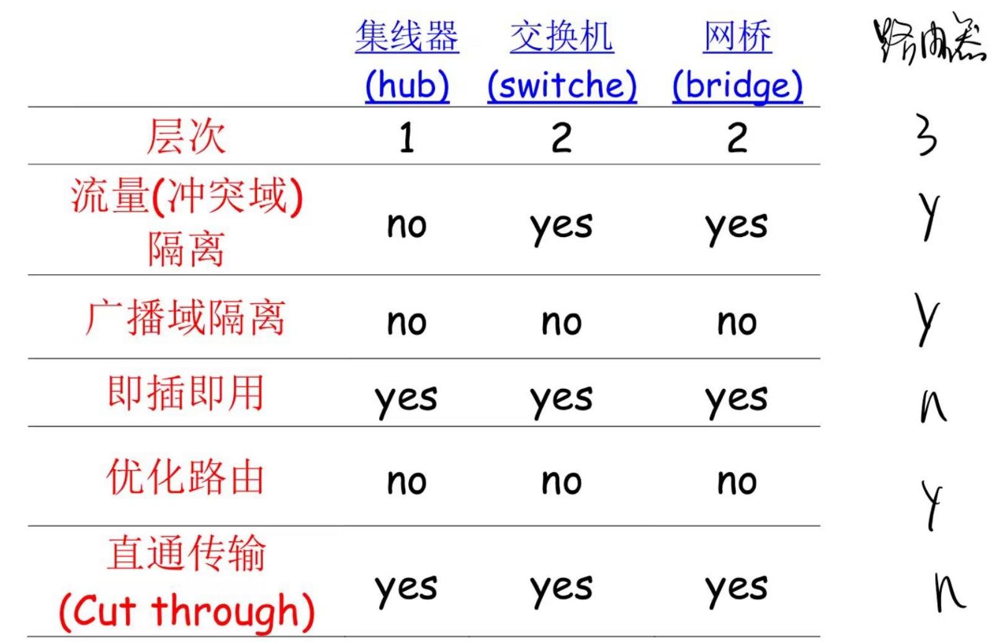 集线器 交换机 网桥 路由器
(hub) (switche) (bridge)
层次 1 2 2 3
流量(冲突域)
隔离 no yes yes y
广播域隔离 no no no y
即插即用 yes yes yes n
优化路由 no no no y
直通传输
(Cut through) yes yes yes n